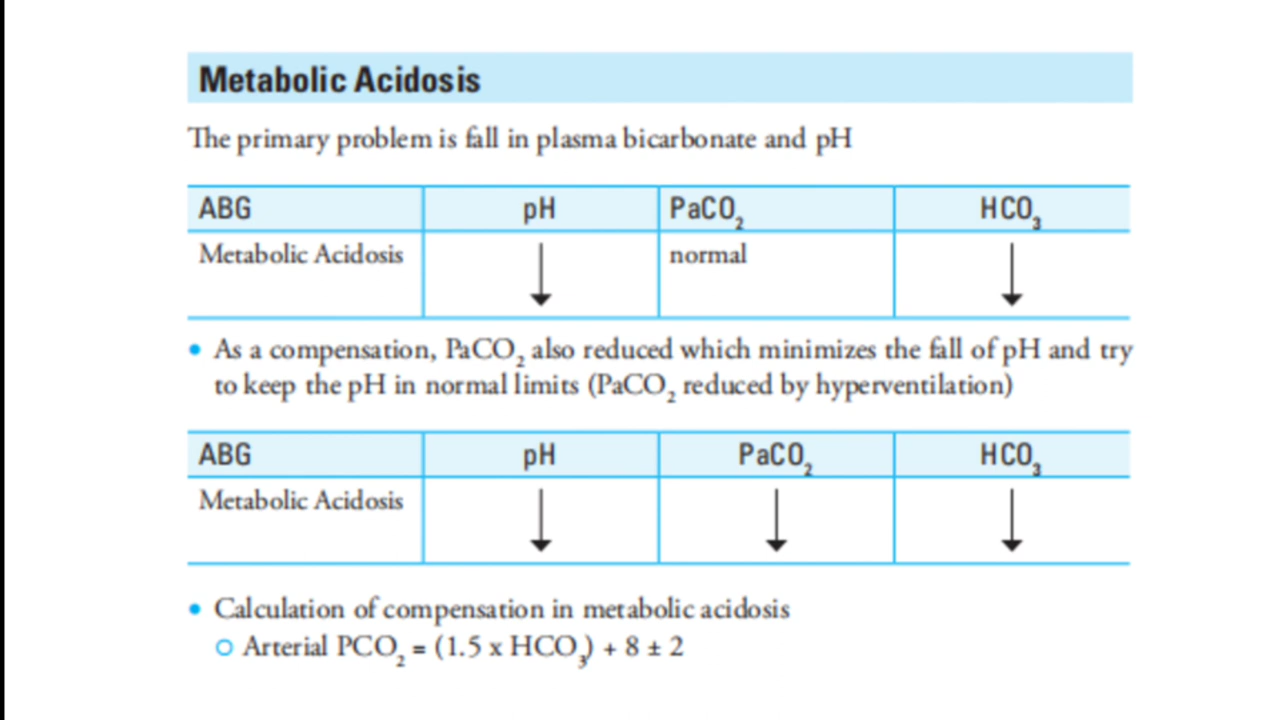 Metabolic Acidosis
The primary problem is fall in plasma bicarbonate and pH
ABG pH PaCO₂ HCO₃
Metabolic Acidosis ↓ normal ↓
• As a compensation, PaCO₂ also reduced which minimizes the fall of pH and try
to keep the pH in normal limits (PaCO₂ reduced by hyperventilation)
ABG pH PaCO₂ HCO₃
Metabolic Acidosis ↓ ↓ ↓
• Calculation of compensation in metabolic acidosis
○ Arterial PCO₂ = (1.5 x HCO₃) + 8 ± 2